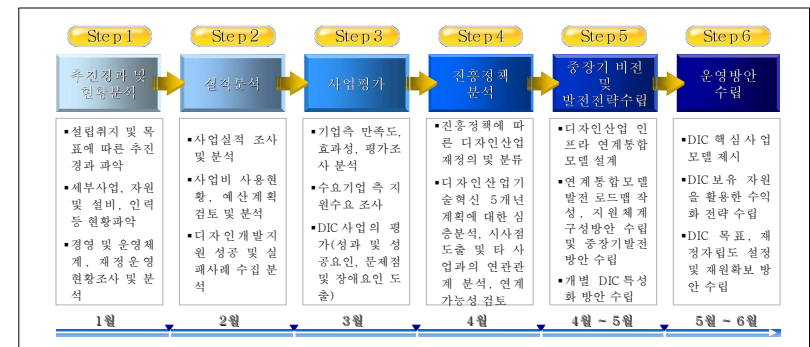 Step 1
Step 2
Step 3
Step 4
Step 5
Step 6
추진경과 및
현황분석
실적분석
사업평가
진흥정책
분석
중장기 비전
및
발전전략수립
운영방안
수립
▪설립취지 및 목
표에 따른 추진
경과 파악
▪세부사업, 자원
및 설비, 인력
등 현황파악
▪경영 및 운영체
계, 재정운영
현황조사 및 분
석
▪사업실적 조사
및 분석
▪사업비 사용현
황, 예산계획
검토 및 분석
▪디자인개발지
원 성공 및 실
패사례 수집 분
석
▪기업측 만족도,
효과성, 평가조
사 분석
▪수요기업 측 지
원수요 조사
▪DIC사업의 평
가(성과 및 성
공요인, 문제점
및 장애요인 도
출)
▪진흥정책에 따
른 디자인산업
재정의 및 분류
▪디자인산업기
술혁신 5개년
계획에 대한 심
층분석, 시사점
도출 및 타 사
업과의 연관관
계 분석, 연계
가능성 검토
▪디자인산업 인
프라 연계통합
모델 설계
▪연계통합모델
발전 로드맵 작
성, 지원체계
구성방안 수립
및 중장기발전
방안 수립
▪개별 DIC특성
화 방안 수립
▪DIC 핵심사업
모델 제시
▪DIC보유 자원
을 활용한 수익
화 전략 수립
▪DIC 목표, 재
정자립도 설정
및 재원확보 방
안 수립
1월
2월
3월
4월
4월 ~ 5월
5월 ~ 6월